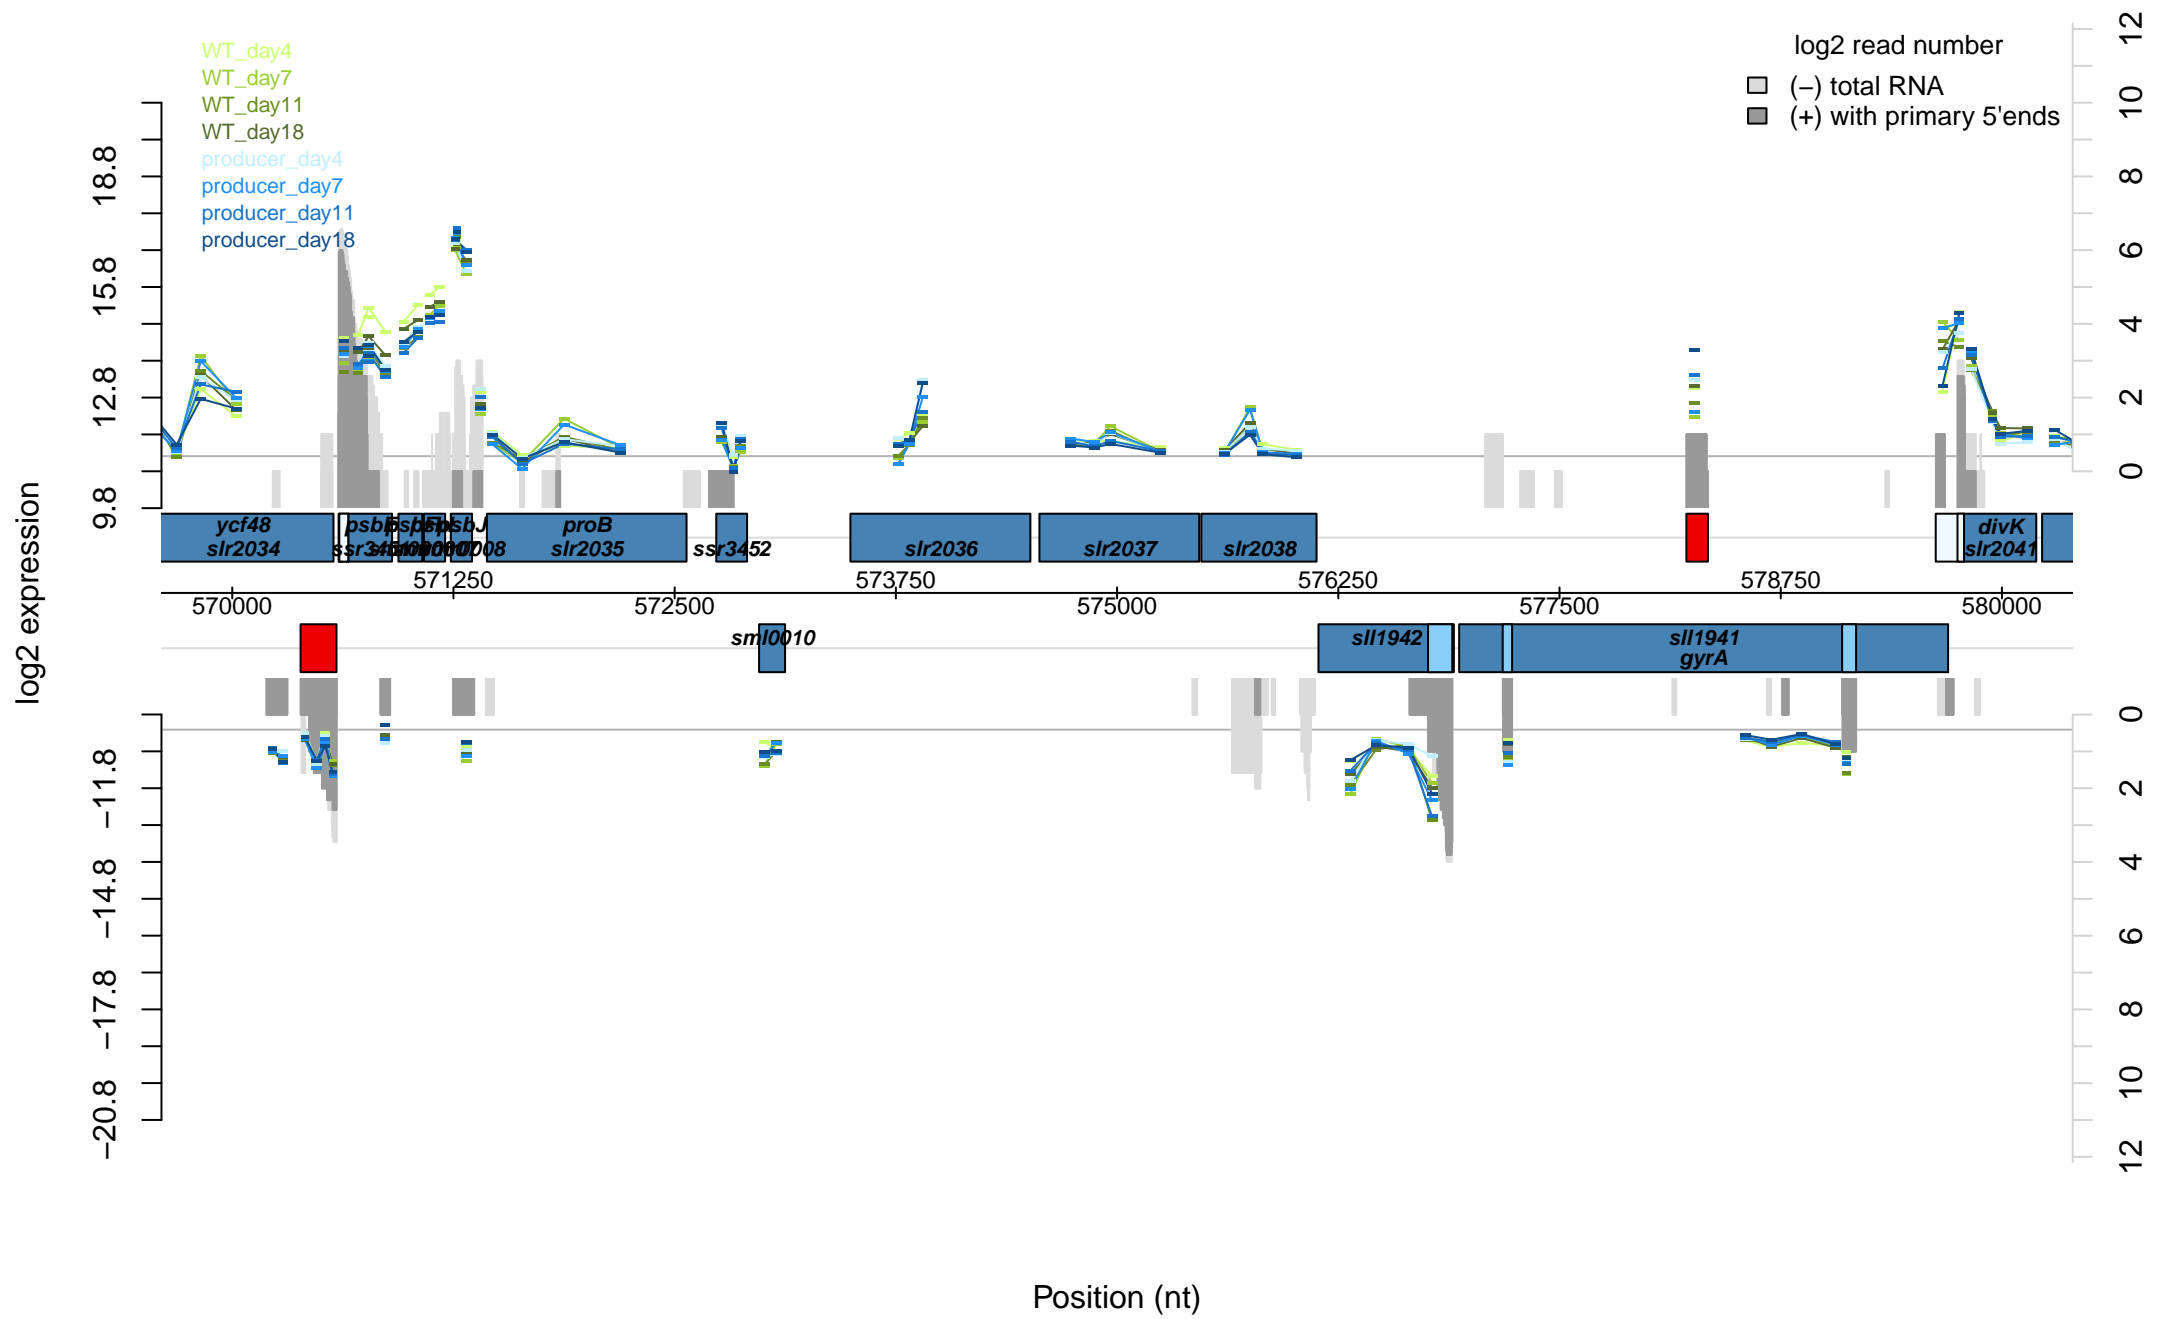 WT_day4
WT_day7
WT_day11
WT_day18
producer_day4
producer_day7
producer_day11
producer_day18
log2 read number
(−) total RNA
(+) with primary 5'ends
log2 expression
18.8
15.8
12.8
9.8
12
10
8
6
4
2
0
ycf48
slr2034
psbJ
proB
slr2035
ssr3452
slr2036
slr2037
slr2038
divK
slr2041
571250
573750
576250
578750
570000
572500
575000
577500
580000
sml0010
sll1942
sll1941
gyrA
−11.8
−14.8
−17.8
−20.8
0
2
4
6
8
10
12
Position (nt)